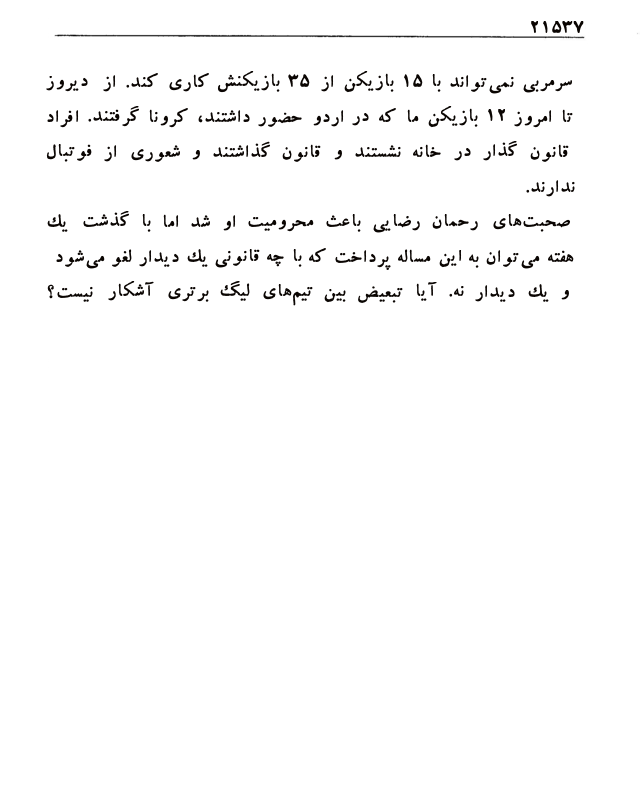 ۲۱۵۳۷
سرمربی نمی‌تواند با ۱۵ بازیکن از ۳۵ بازیکنش کاری کند. از دیروز
تا امروز ۱۲ بازیکن ما که در اردو حضور داشتند، کرونا گرفتند. افراد
قانون گذار در خانه نشستند و قانون گذاشتند و شعوری از فوتبال
ندارند.
صحبت‌های رحمان رضایی باعث محرومیت او شد اما با گذشت یك
هفته می‌توان به این مساله پرداخت که با چه قانونی یك دیدار لغو می‌شود
و یك دیدار نه. آیا تبعیض بین تیم‌های لیگ برتری آشکار نیست؟